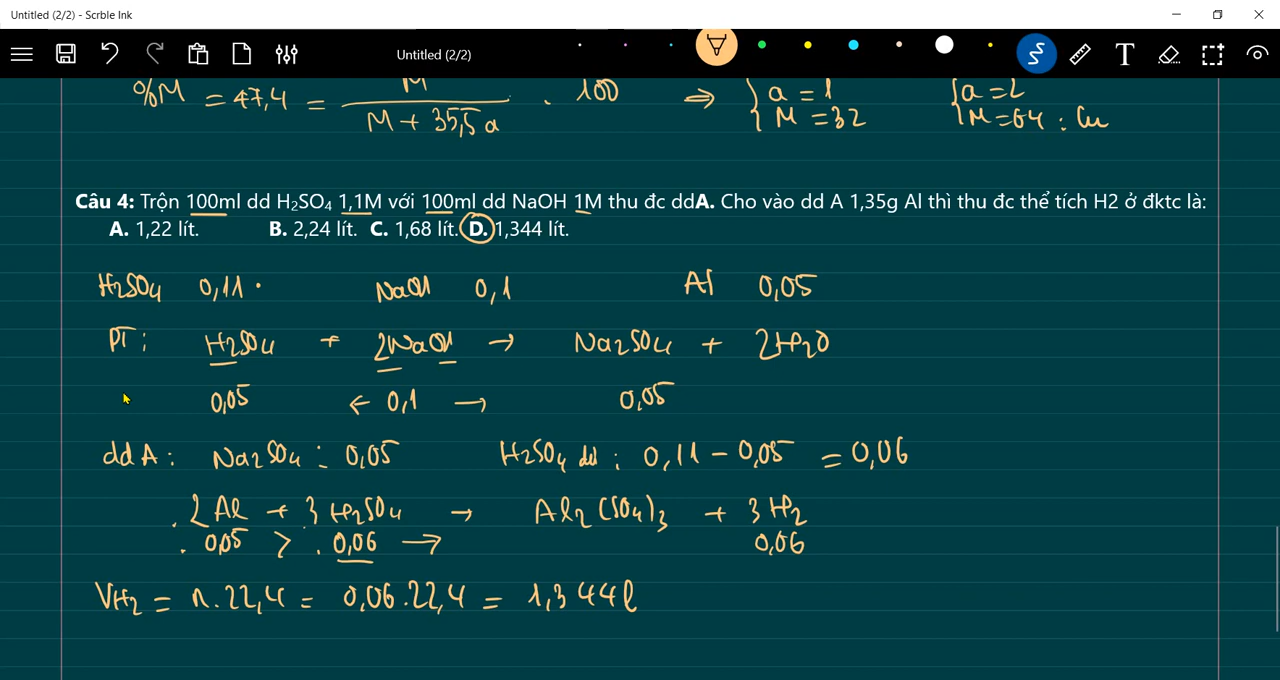 Untitled (2/2) - Scrble Ink
Untitled (2/2)
T
%M = 47,4 = M / M + 35,5a . 100 ⇒ { a = 1 M = 32 { a = 2 M = 64 : Cu
Câu 4: Trộn 100ml dd H₂SO₄ 1,1M với 100ml dd NaOH 1M thu đc ddA. Cho vào dd A 1,35g Al thì thu đc thể tích H2 ở đktc là:
A. 1,22 lít. B. 2,24 lít. C. 1,68 lít. D. 1,344 lít.
H₂SO₄ 0,11 . NaOH 0,1 Al 0,05
PT : H₂SO₄ + 2NaOH → Na₂SO₄ + 2H₂O
0,05 ← 0,1 → 0,05
dd A : Na₂SO₄ : 0,05 H₂SO₄ dư : 0,11 - 0,05 = 0,06
. 2Al + 3H₂SO₄ → Al₂(SO₄)₃ + 3H₂
. 0,05 > . 0,06 → 0,06
VH₂ = n.22,4 = 0,06.22,4 = 1,344l